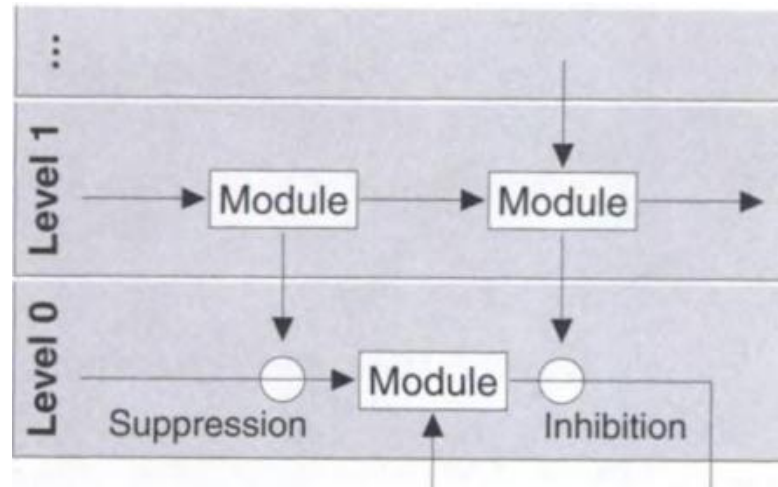 ...
Level 1
Module
Module
Level 0
Module
Suppression
Inhibition